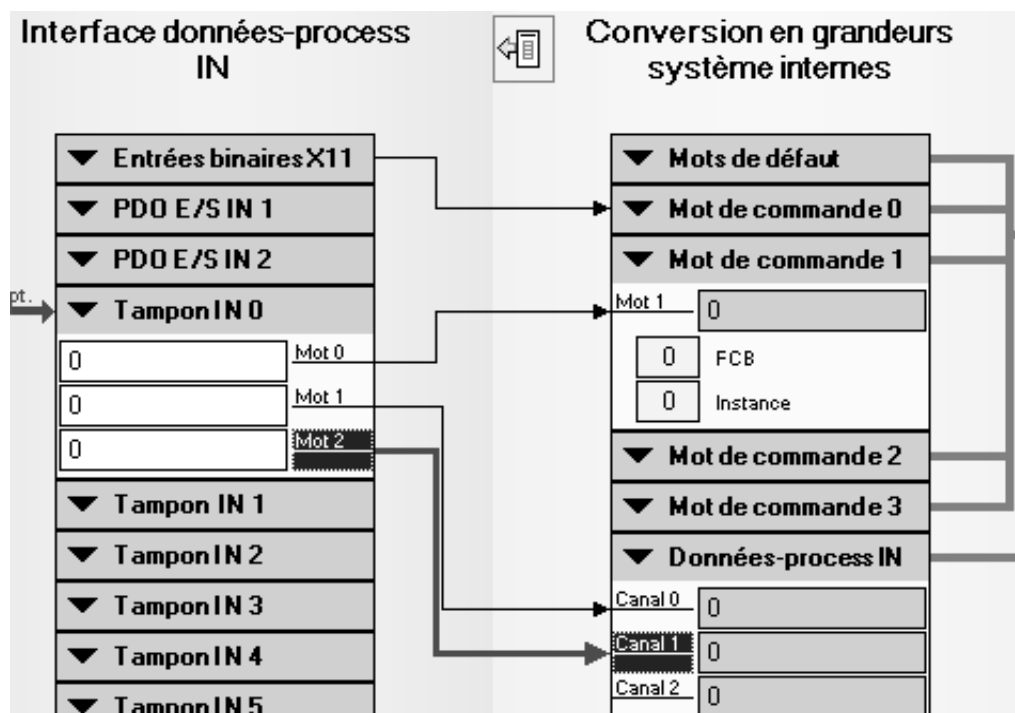 Interface données-process
IN
Entrées binaires X11
PDO E/S IN 1
PDO E/S IN 2
pt.
Tampon IN 0
0
Mot 0
0
Mot 1
0
Mot 2
Tampon IN 1
Tampon IN 2
Tampon IN 3
Tampon IN 4
Tampon IN 5
Conversion en grandeurs
système internes
Mots de défaut
Mot de commande 0
Mot de commande 1
Mot 1
0
0
FCB
0
Instance
Mot de commande 2
Mot de commande 3
Données-process IN
Canal 0
0
Canal 1
0
Canal 2
0